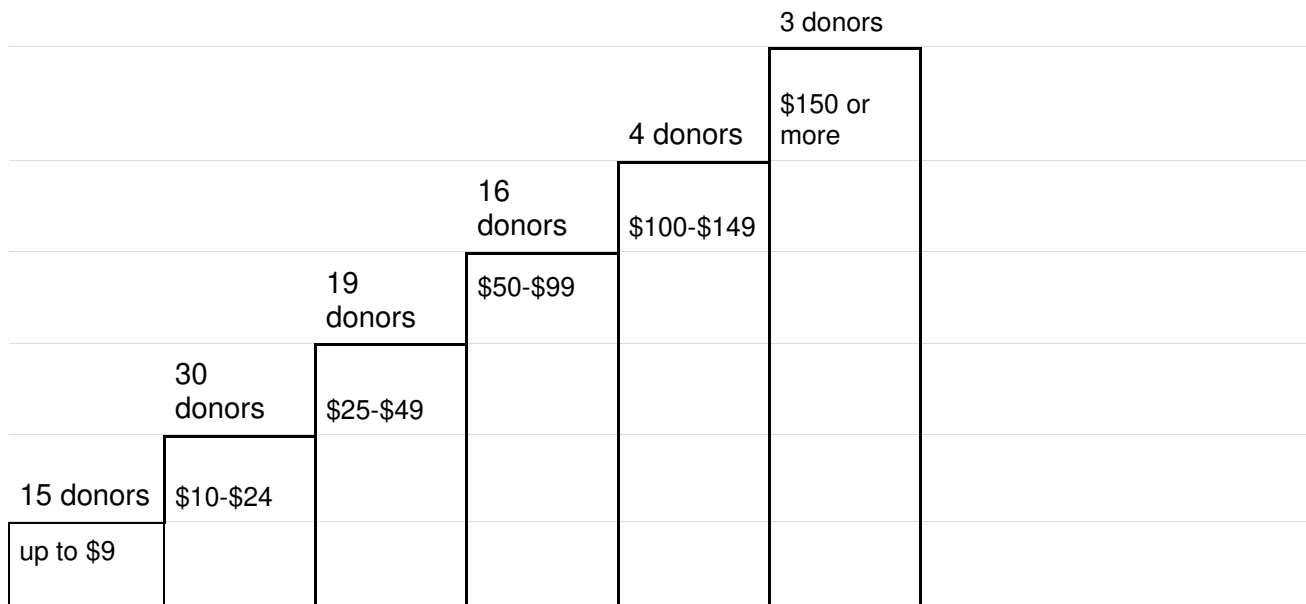 3 donors
$150 or
more
4 donors
$100-$149
16
donors
$50-$99
19
donors
$25-$49
30
donors
$10-$24
15 donors
up to $9